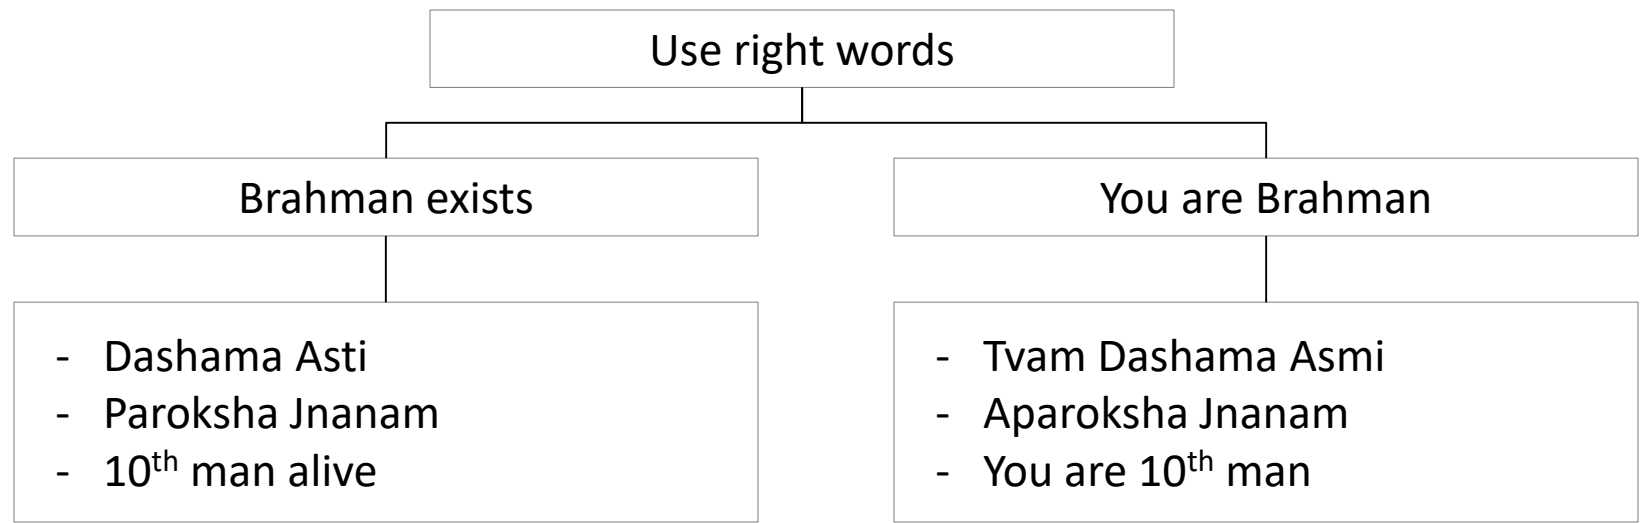 Use right words
Brahman exists
You are Brahman
- Dashama Asti
- Paroksha Jnanam
- 10th man alive
- Tvam Dashama Asmi
- Aparoksha Jnanam
- You are 10th man